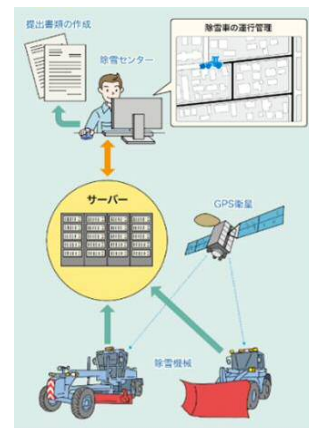 提出書類の作成
除雪車の運行管理
除雪センター
サーバー
GPS衛星
除雪機械